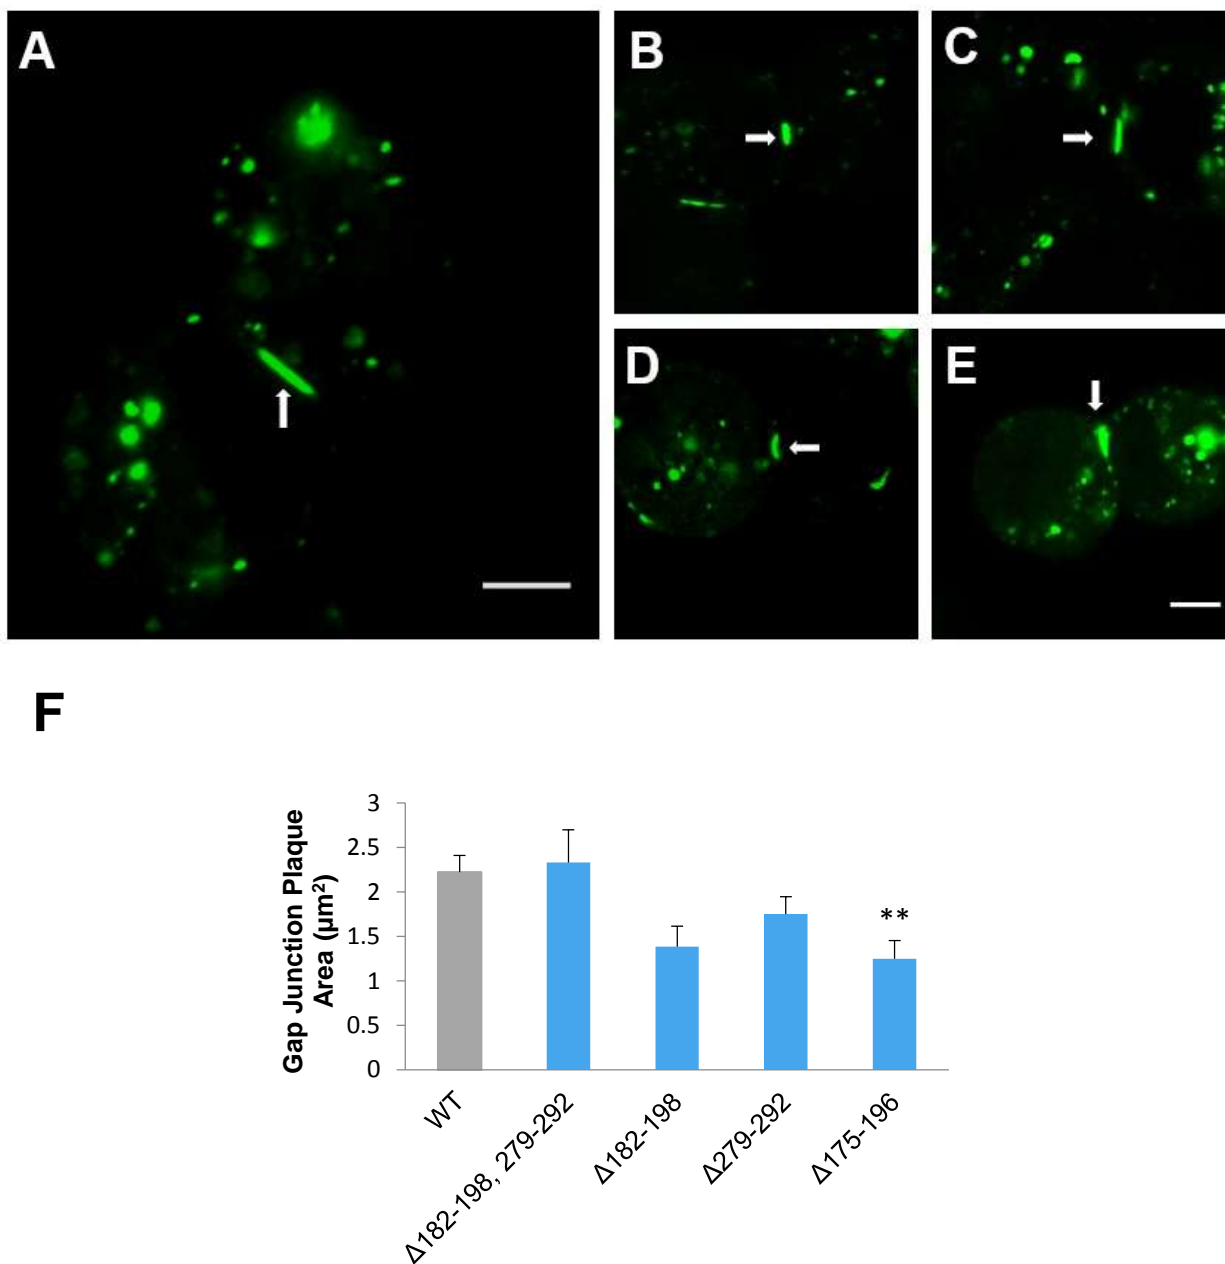 A
B
C
D
E
F
Gap Junction Plaque
Area (μm²)
3
2.5
2
1.5
1
0.5
0
**
WT
Δ182-198, 279-292
Δ182-198
Δ279-292
Δ175-196